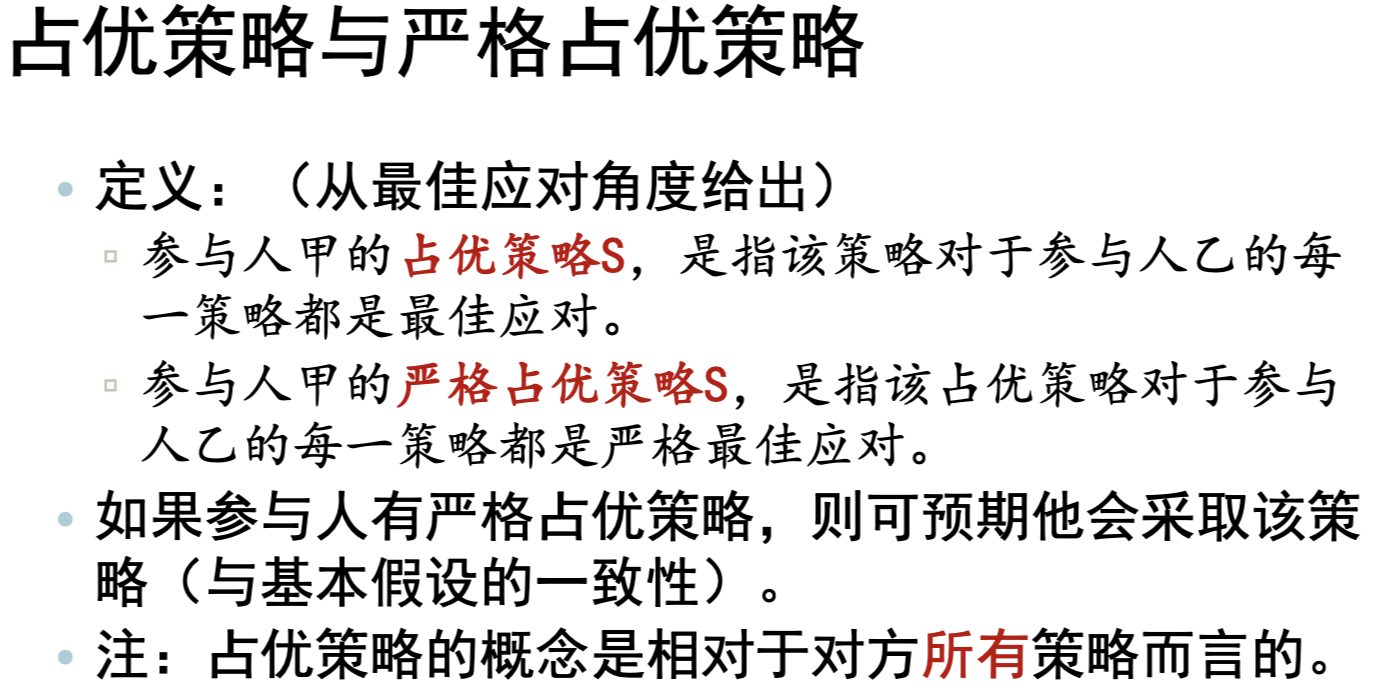 占优策略与严格占优策略
定义：（从最佳应对角度给出）
参与人甲的占优策略S，是指该策略对于参与人乙的每
一策略都是最佳应对。
参与人甲的严格占优策略S，是指该占优策略对于参与
人乙的每一策略都是严格最佳应对。
如果参与人有严格占优策略，则可预期他会采取该策
略（与基本假设的一致性）。
注：占优策略的概念是相对于对方所有策略而言的。